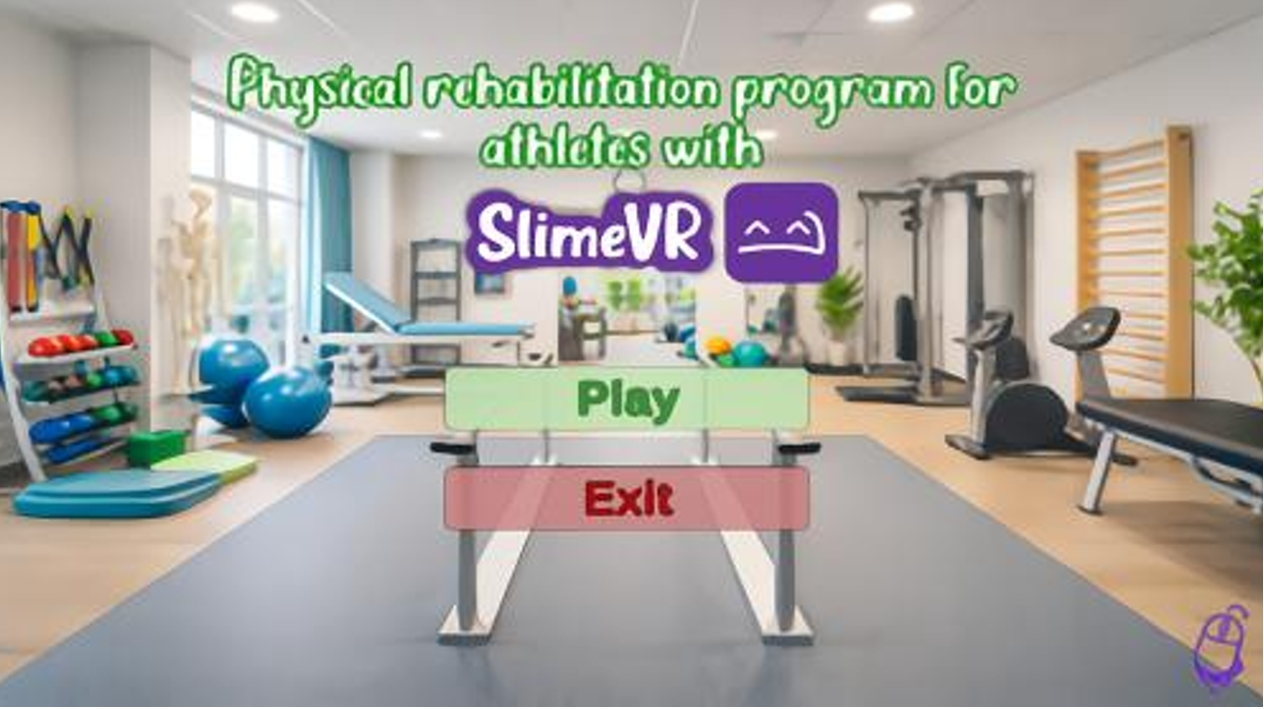 Physical rehabilitation program for
athletes with
SlimeVR
Play
Exit